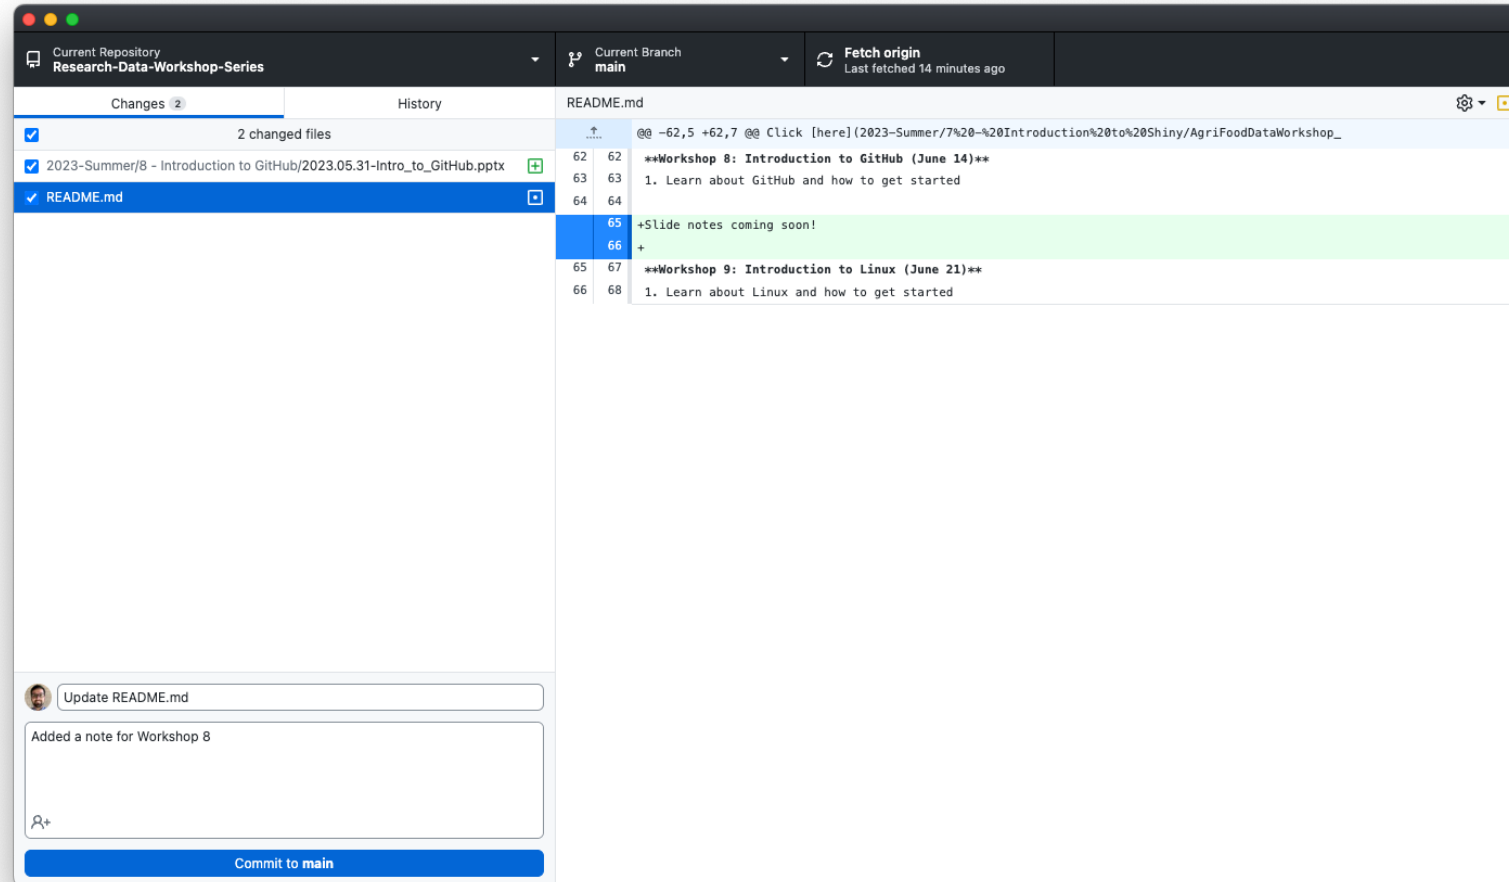 Current Repository
Research-Data-Workshop-Series
Current Branch
main
Fetch origin
Last fetched 14 minutes ago
Changes 2
History
2 changed files
2023-Summer/8 - Introduction to GitHub/2023.05.31-Intro_to_GitHub.pptx
README.md
Update README.md
Added a note for Workshop 8
Commit to main
README.md
@@ -62,5 +62,7 @@ Click [here](2023-Summer/7%20-%20Introduction%20to%20Shiny/AgriFoodDataWorkshop_
62 62 **Workshop 8: Introduction to GitHub (June 14)**
63 63 1. Learn about GitHub and how to get started
64 64
65 +Slide notes coming soon!
66 +
65 67 **Workshop 9: Introduction to Linux (June 21)**
66 68 1. Learn about Linux and how to get started